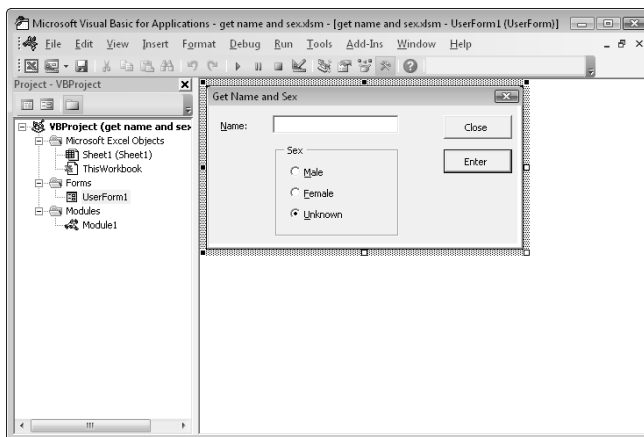 Microsoft Visual Basic for Applications - get name and sex.xlsm - [get name and sex.xlsm - UserForm1 (UserForm)]
File Edit View Insert Format Debug Run Tools Add-Ins Window Help
Project - VBProject
VBProject (get name and sex
Microsoft Excel Objects
Sheet1 (Sheet1)
ThisWorkbook
Forms
UserForm1
Modules
Module1
Get Name and Sex
Name:
Close
Sex
Enter
Male
Female
Unknown